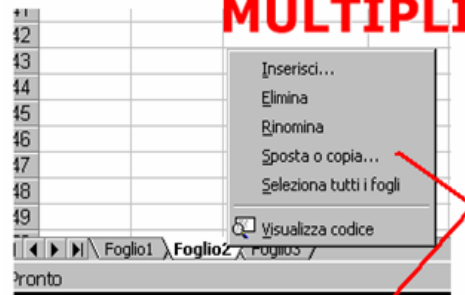 MULTIPLI
41
42
43
44
45
46
47
48
49
Inserisci...
Elimina
Rinomina
Sposta o copia...
Seleziona tutti i fogli
Visualizza codice
Foglio1 Foglio2 Foglio3
Pronto